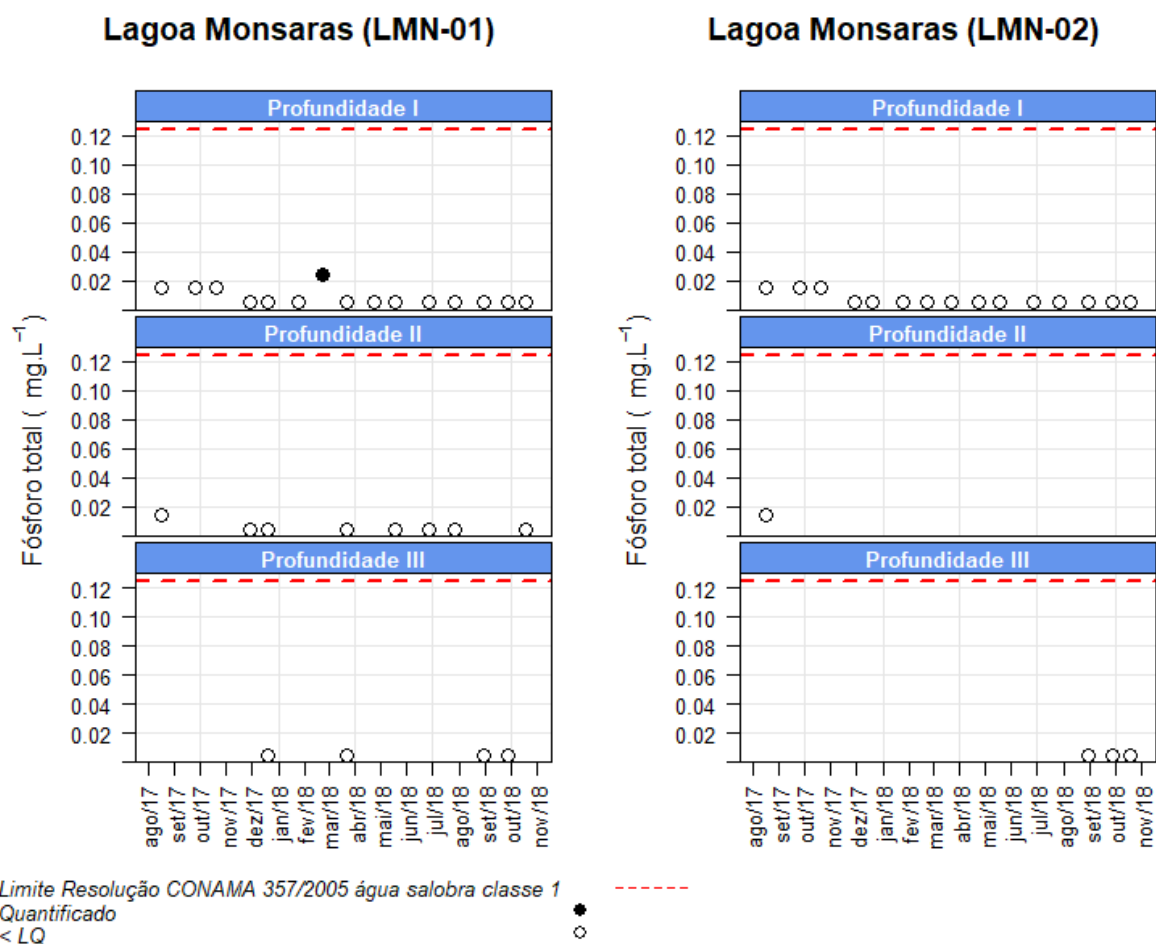 Lagoa Monsaras (LMN-01)
Profundidade I
0.12
0.10
0.08
0.06
0.04
0.02
Profundidade II
0.12
0.10
0.08
0.06
0.04
0.02
Profundidade III
0.12
0.10
0.08
0.06
0.04
0.02
Fósforo total ( mg.L⁻¹)
ago/17
set/17
out/17
nov/17
dez/17
jan/18
fev/18
mar/18
abr/18
mai/18
jun/18
jul/18
ago/18
set/18
out/18
nov/18
Lagoa Monsaras (LMN-02)
Profundidade I
0.12
0.10
0.08
0.06
0.04
0.02
Profundidade II
0.12
0.10
0.08
0.06
0.04
0.02
Profundidade III
0.12
0.10
0.08
0.06
0.04
0.02
Fósforo total ( mg.L⁻¹)
ago/17
set/17
out/17
nov/17
dez/17
jan/18
fev/18
mar/18
abr/18
mai/18
jun/18
jul/18
ago/18
set/18
out/18
nov/18
Limite Resolução CONAMA 357/2005 água salobra classe 1
Quantificado
< LQ